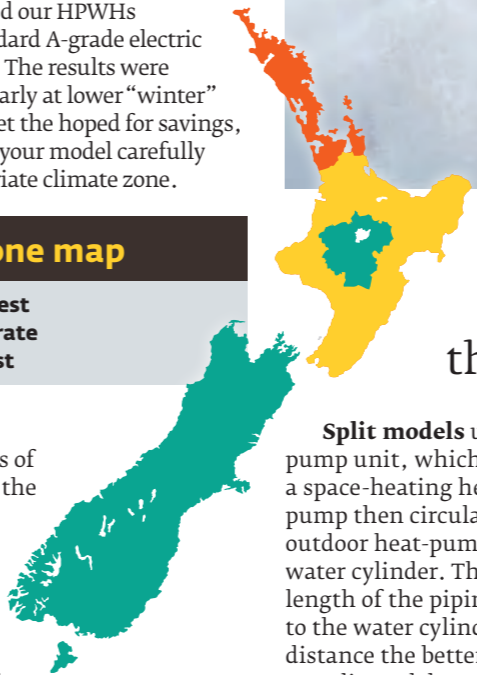 d our HPWHs
dard A-grade electric
The results were
arly at lower “winter”
et the hoped for savings,
your model carefully
riate climate zone.
one map
est
rate
st
s of
the
th
Split models u
pump unit, which
a space-heating he
pump then circula
outdoor heat-pum
water cylinder. Th
length of the pipin
to the water cylind
distance the better